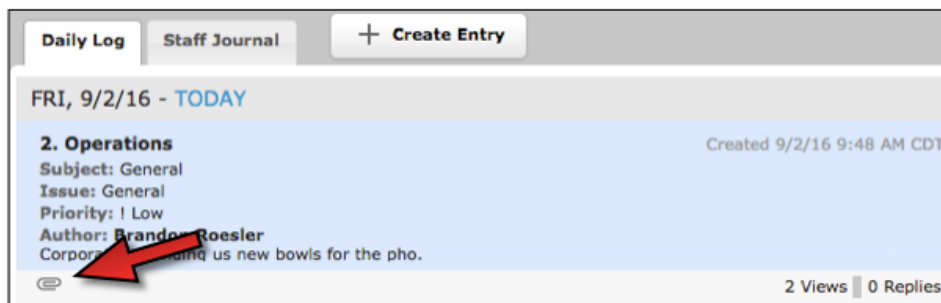 Daily Log
Staff Journal
+ Create Entry
FRI, 9/2/16 - TODAY
2. Operations
Created 9/2/16 9:48 AM CDT
Subject: General
Issue: General
Priority: ! Low
Author: Brandon Roesler
us new bowls for the pho.
2 Views
0 Replies